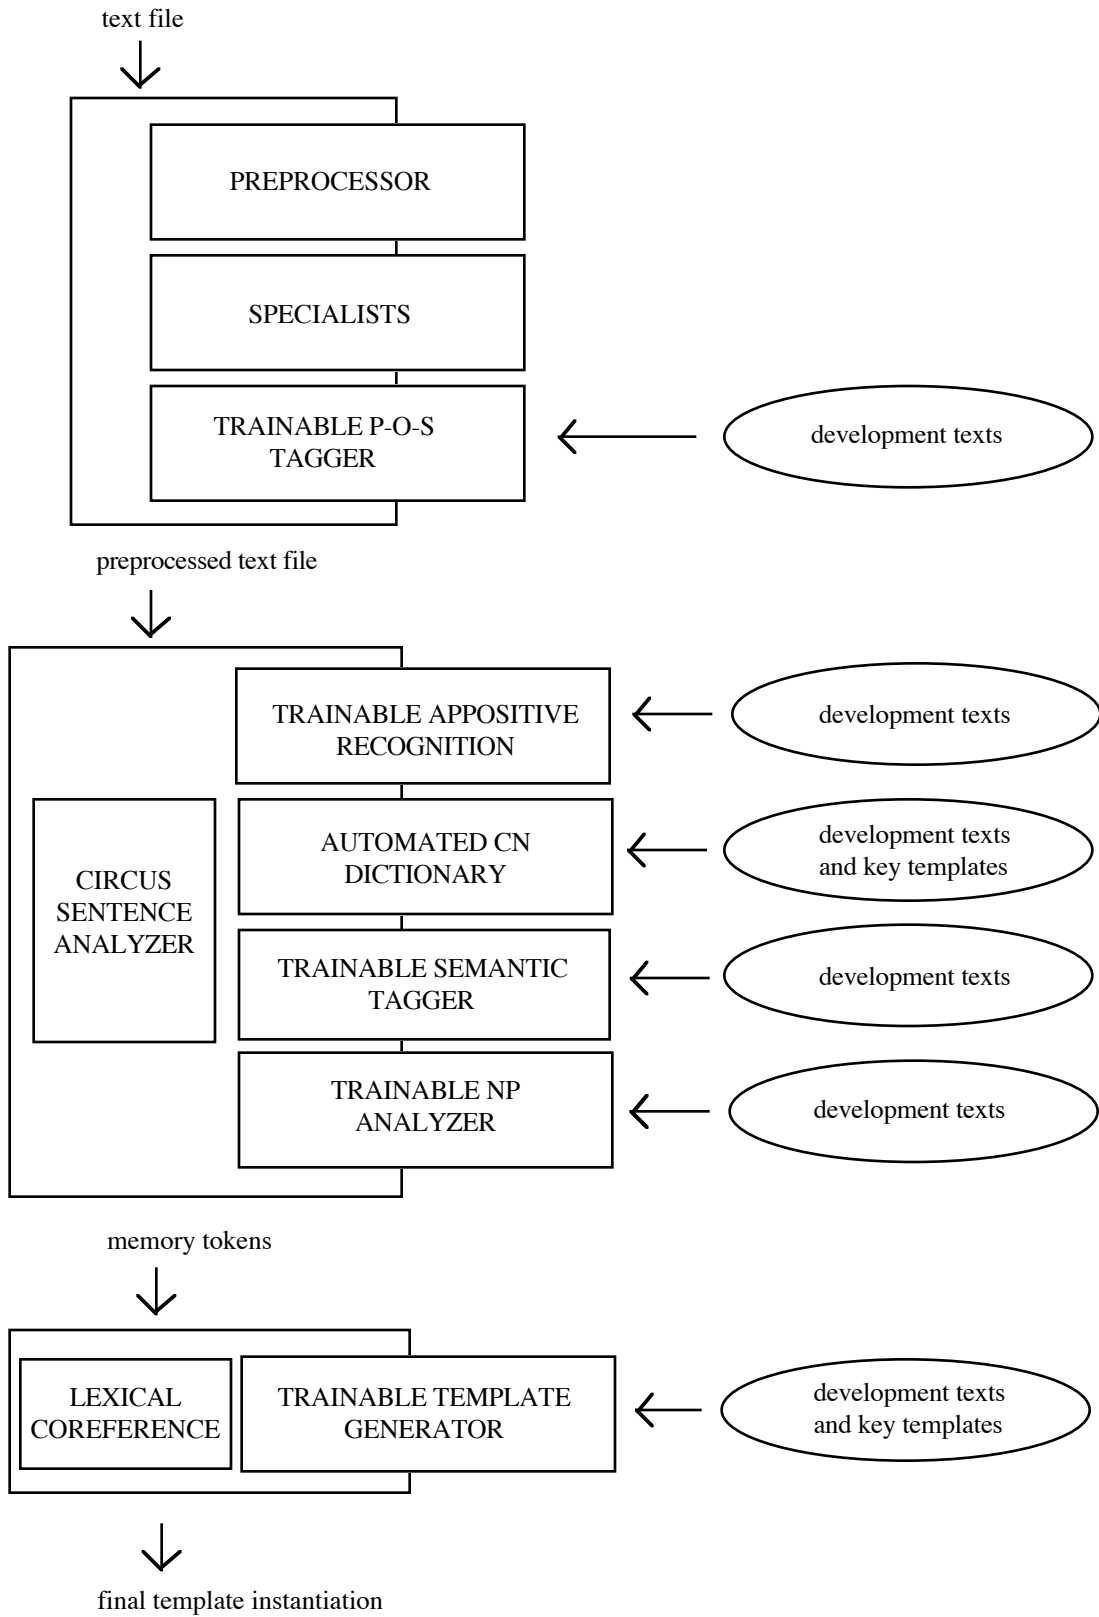 text file
PREPROCESSOR
SPECIALISTS
TRAINABLE P-O-S
TAGGER
development texts
preprocessed text file
TRAINABLE APPOSITIVE
RECOGNITION
development texts
CIRCUS
SENTENCE
ANALYZER
AUTOMATED CN
DICTIONARY
development texts
and key templates
TRAINABLE SEMANTIC
TAGGER
development texts
TRAINABLE NP
ANALYZER
development texts
memory tokens
LEXICAL
COREFERENCE
TRAINABLE TEMPLATE
GENERATOR
development texts
and key templates
final template instantiation